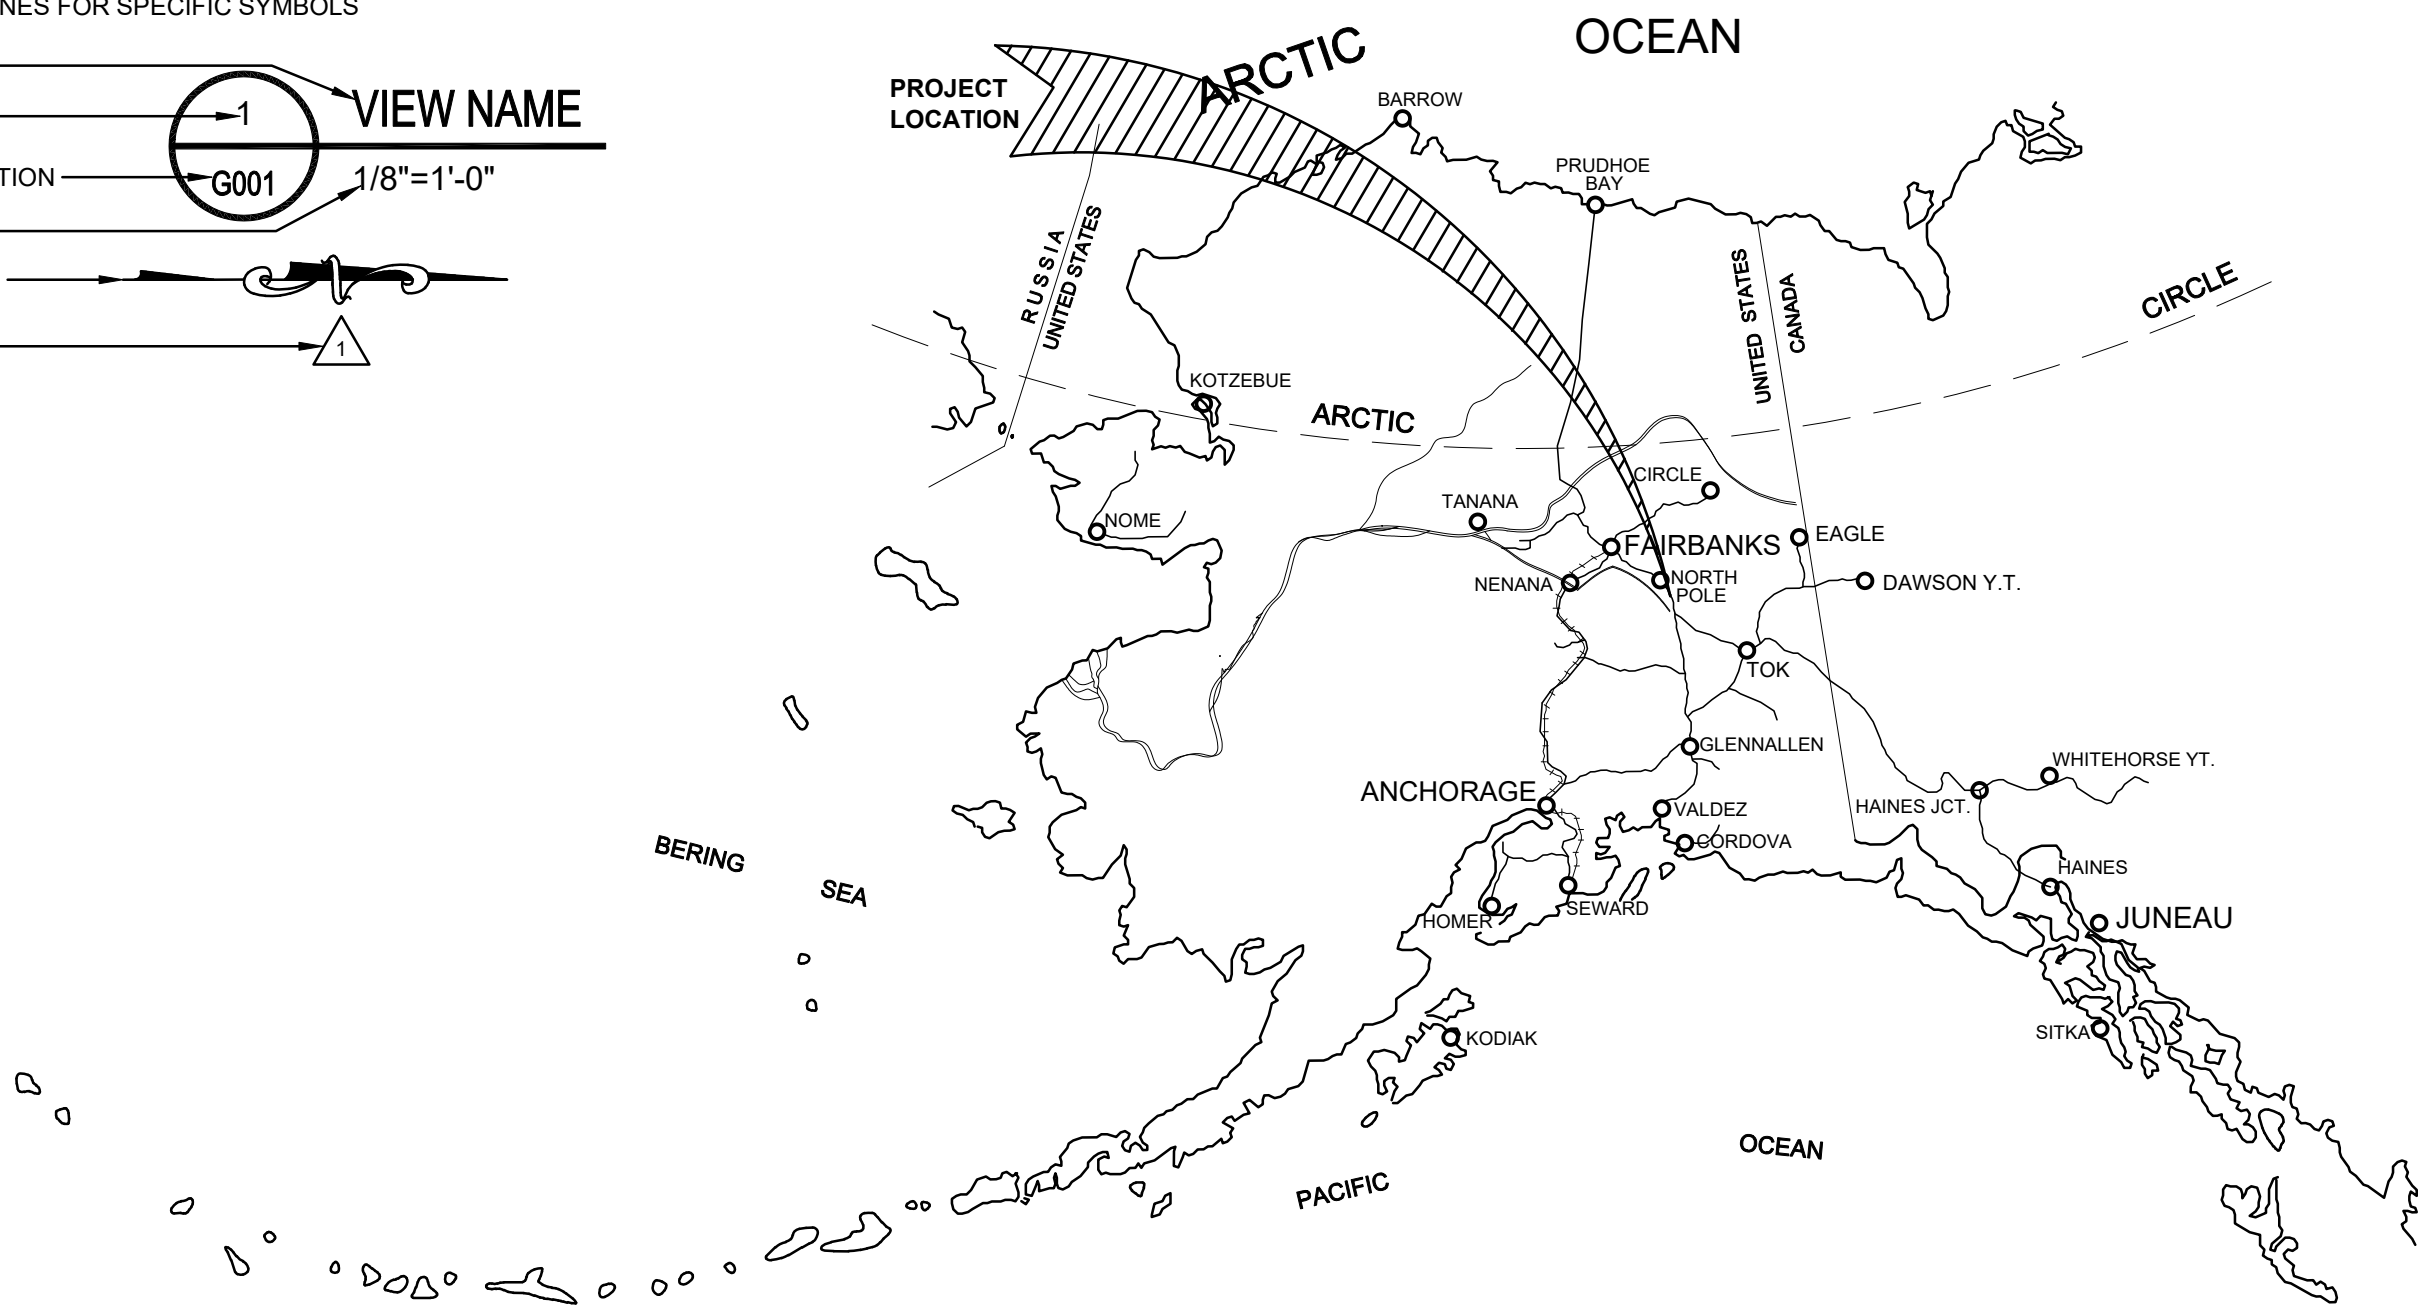 NES FOR SPECIFIC SYMBOLS
1
VIEW NAME
TION
G001
1/8"=1'-0"
1
OCEAN
ARCTIC
PROJECT
LOCATION
BARROW
PRUDHOE
BAY
RUSSIA
UNITED STATES
UNITED STATES
CANADA
CIRCLE
KOTZEBUE
ARCTIC
CIRCLE
TANANA
NOME
FAIRBANKS
EAGLE
NENANA
NORTH
POLE
DAWSON Y.T.
TOK
GLENNALLEN
WHITEHORSE YT.
ANCHORAGE
VALDEZ
HAINES JCT.
CORDOVA
BERING
SEA
HAINES
HOMER
SEWARD
JUNEAU
SITKA
KODIAK
OCEAN
PACIFIC